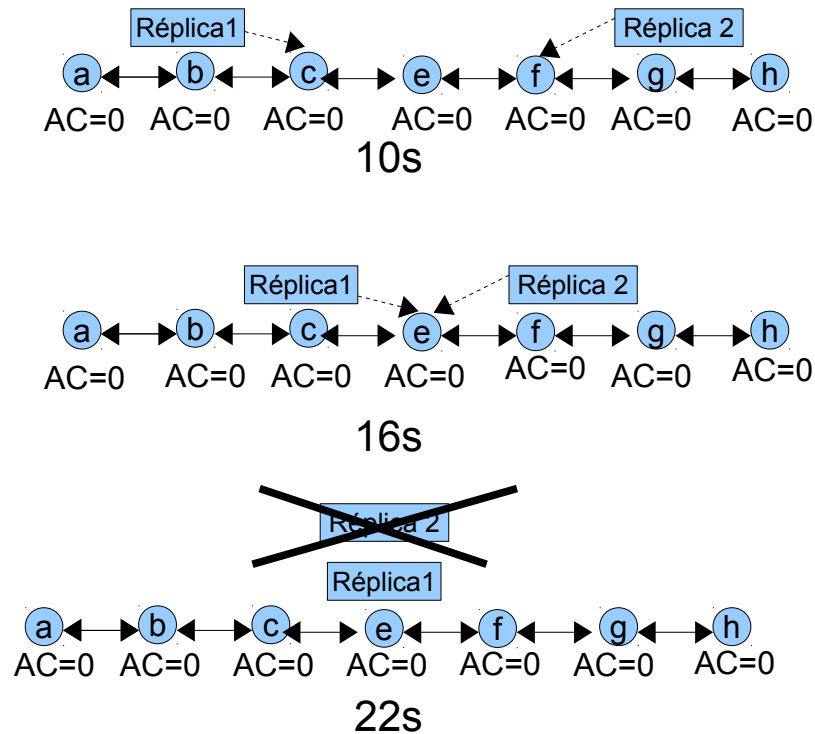 Réplica1 Réplica 2
a b c e f g h
AC=0 AC=0 AC=0 AC=0 AC=0 AC=0 AC=0
10s
Réplica1 Réplica 2
a b c e f g h
AC=0 AC=0 AC=0 AC=0 AC=0 AC=0 AC=0
16s
Réplica 2
Réplica1
a b c e f g h
AC=0 AC=0 AC=0 AC=0 AC=0 AC=0 AC=0
22s